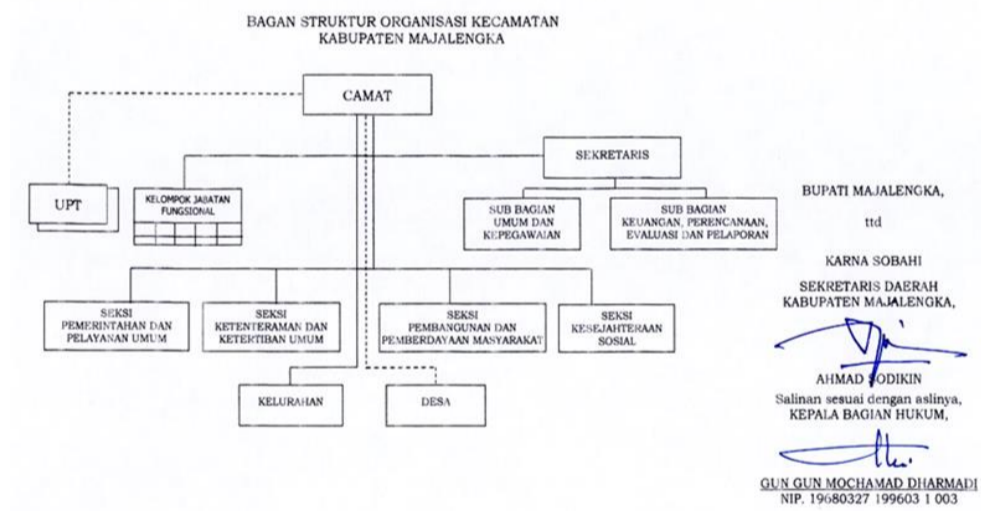 BAGAN STRUKTUR ORGANISASI KECAMATAN
KABUPATEN MAJALENGKA
CAMAT
SEKRETARIS
UPT
KELOMPOK JABATAN
FUNGSIONAL
SUB BAGIAN
UMUM DAN
KEPEGAWAIAN
SUB BAGIAN
KEUANGAN, PERENCANAAN,
EVALUASI DAN PELAPORAN
SEKSI
PEMERINTAHAN DAN
PELAYANAN UMUM
SEKSI
KETENTERAMAN DAN
KETERTIBAN UMUM
SEKSI
PEMBANGUNAN DAN
PEMBERDAYAAN MASYARAKAT
SEKSI
KESEJAHTERAAN
SOSIAL
KELURAHAN
DESA
BUPATI MAJALENGKA,
ttd
KARNA SOBAHI
SEKRETARIS DAERAH
KABUPATEN MAJALENGKA,
AHMAD SODIKIN
Salinan sesuai dengan aslinya,
KEPALA BAGIAN HUKUM,
GUN GUN MOCHAMAD DHARMADI
NIP. 19680327 199603 1 003